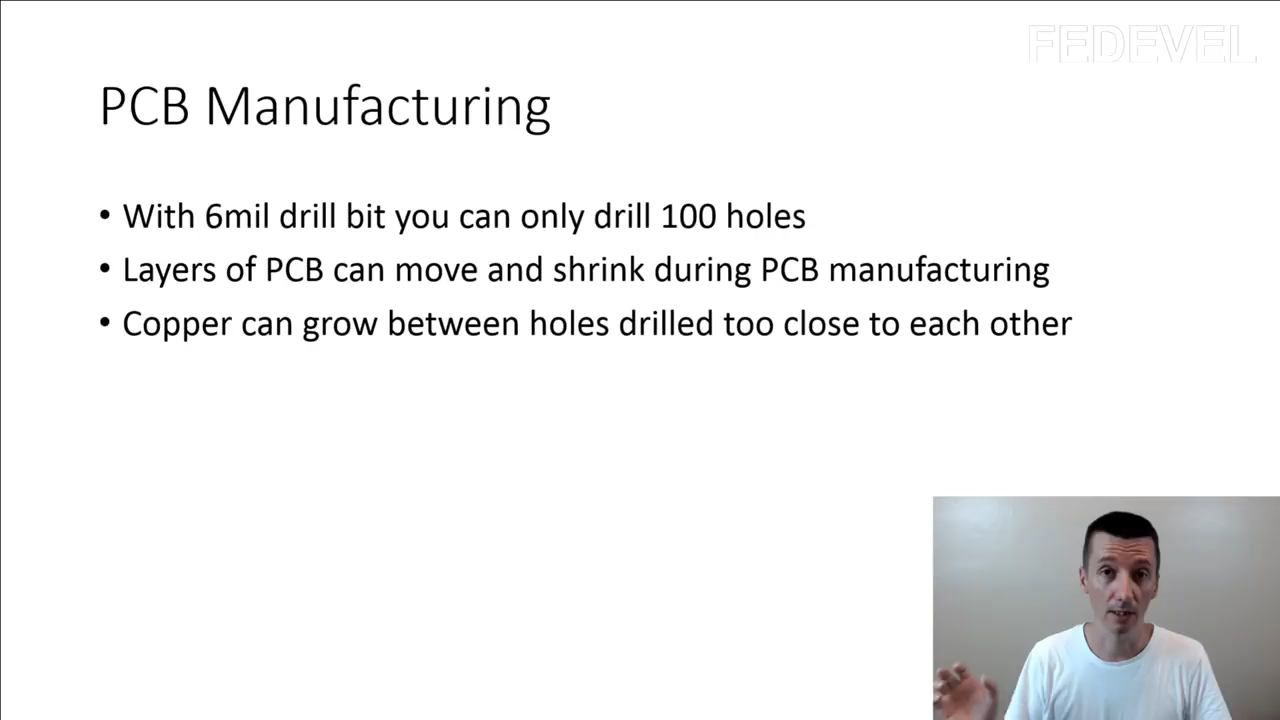 FEDEVEL
PCB Manufacturing
• With 6mil drill bit you can only drill 100 holes
• Layers of PCB can move and shrink during PCB manufacturing
• Copper can grow between holes drilled too close to each other